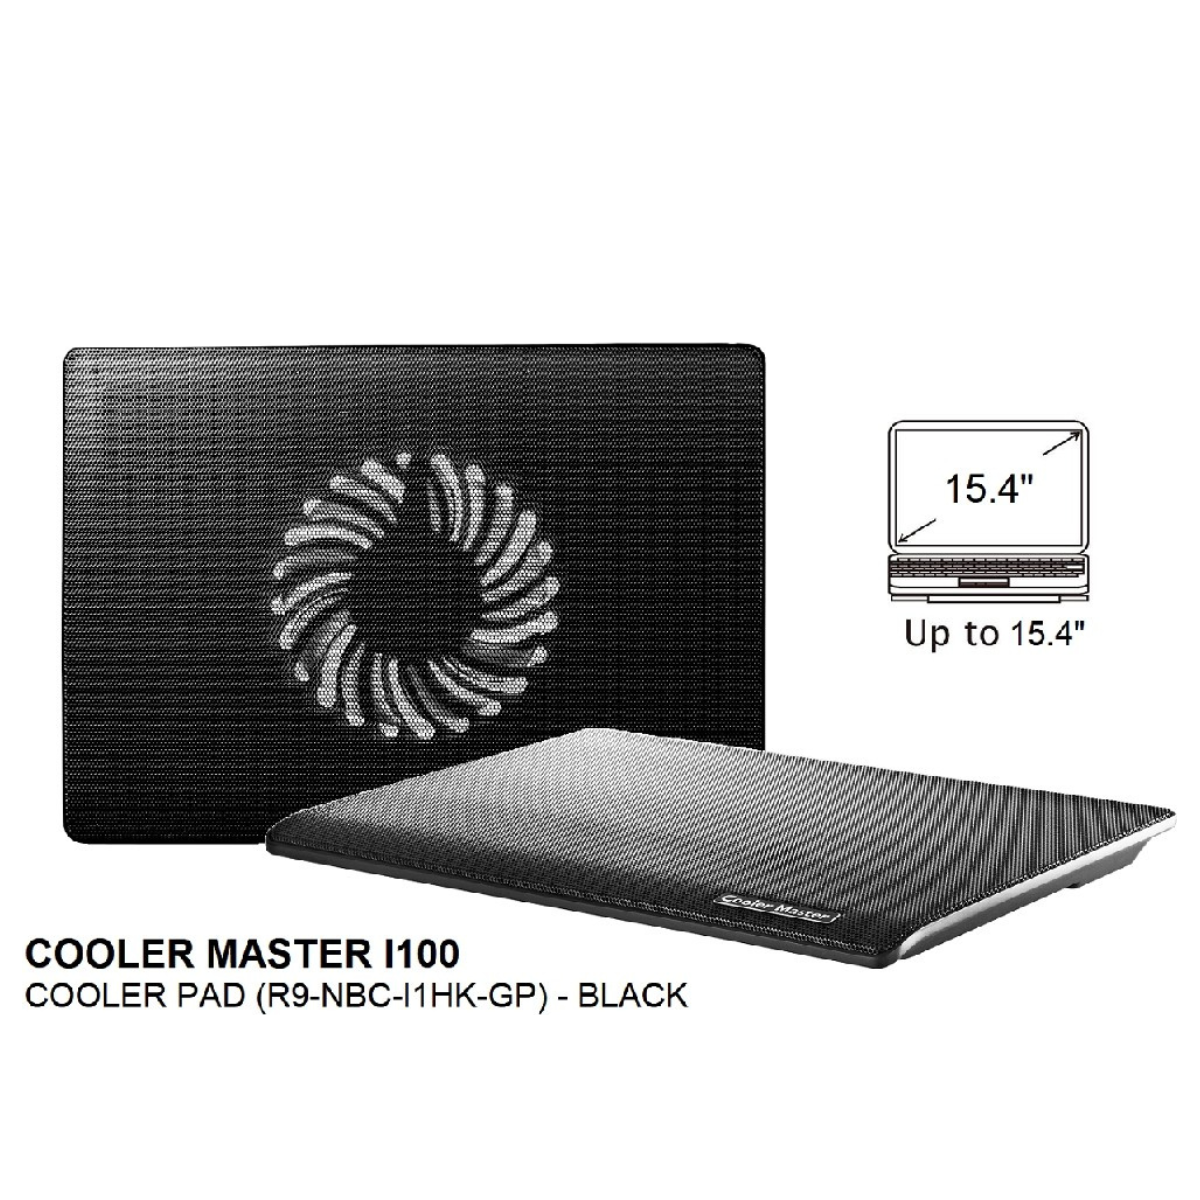 15.4"
Up to 15.4"
Cooler Master
COOLER MASTER I100
COOLER PAD (R9-NBC-I1HK-GP) - BLACK